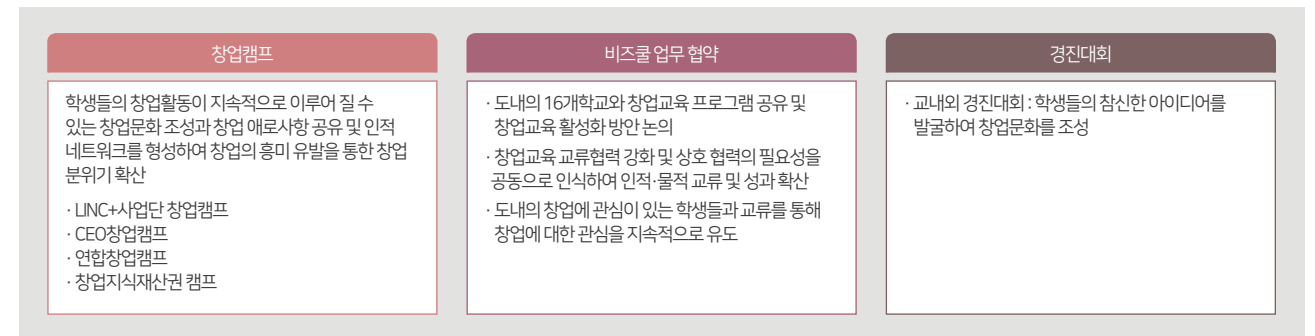 창업캠프
학생들의 창업활동이 지속적으로 이루어 질 수
있는 창업문화 조성과 창업 애로사항 공유 및 인적
네트워크를 형성하여 창업의 흥미 유발을 통한 창업
분위기 확산
· LINC+사업단 창업캠프
· CEO창업캠프
· 연합창업캠프
· 창업지식재산권 캠프
비즈쿨 업무 협약
· 도내의 16개학교와 창업교육 프로그램 공유 및
창업교육 활성화 방안 논의
· 창업교육 교류협력 강화 및 상호 협력의 필요성을
공동으로 인식하여 인적·물적 교류 및 성과 확산
· 도내의 창업에 관심이 있는 학생들과 교류를 통해
창업에 대한 관심을 지속적으로 유도
경진대회
· 교내외 경진대회 : 학생들의 참신한 아이디어를
발굴하여 창업문화를 조성